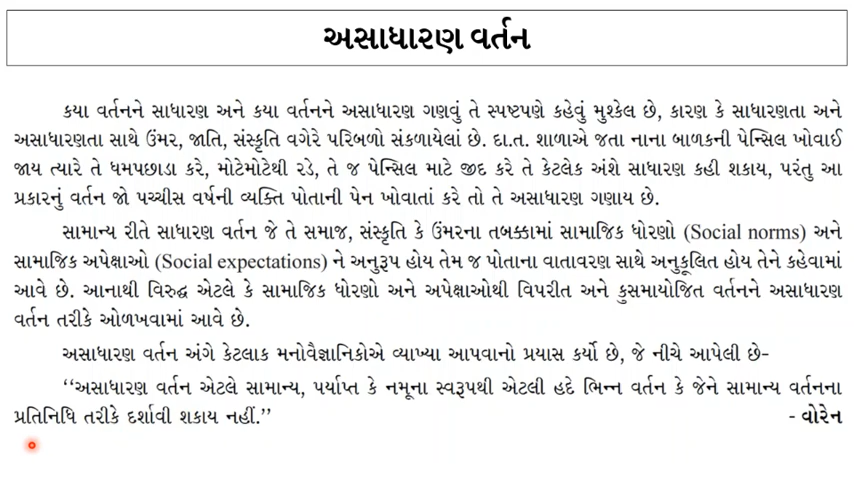 અસાધારણ વર્તન
કયા વર્તનને સાધારણ અને કયા વર્તનને અસાધારણ ગણવું તે સ્પષ્ટપણે કહેવું મુશ્કેલ છે, કારણ કે સાધારણતા અને
અસાધારણતા સાથે ઉંમર, જાતિ, સંસ્કૃતિ વગેરે પરિબળો સંકળાયેલાં છે. દા.ત. શાળાએ જતા નાના બાળકની પેન્સિલ ખોવાઈ
જાય ત્યારે તે ધમપછાડા કરે, મોટેમોટેથી રડે, તે જ પેન્સિલ માટે જીદ કરે તે કેટલેક અંશે સાધારણ કહી શકાય, પરંતુ આ
પ્રકારનું વર્તન જો પચ્ચીસ વર્ષની વ્યક્તિ પોતાની પેન ખોવાતાં કરે તો તે અસાધારણ ગણાય છે.
સામાન્ય રીતે સાધારણ વર્તન જે તે સમાજ, સંસ્કૃતિ કે ઉંમરના તબક્કામાં સામાજિક ધોરણો (Social norms) અને
સામાજિક અપેક્ષાઓ (Social expectations) ને અનુરૂપ હોય તેમ જ પોતાના વાતાવરણ સાથે અનુકૂલિત હોય તેને કહેવામાં
આવે છે. આનાથી વિરુદ્ધ એટલે કે સામાજિક ધોરણો અને અપેક્ષાઓથી વિપરીત અને કુસમાયોજિત વર્તનને અસાધારણ
વર્તન તરીકે ઓળખવામાં આવે છે.
અસાધારણ વર્તન અંગે કેટલાક મનોવૈજ્ઞાનિકોએ વ્યાખ્યા આપવાનો પ્રયાસ કર્યો છે, જે નીચે આપેલી છે-
‘‘અસાધારણ વર્તન એટલે સામાન્ય, પર્યાપ્ત કે નમૂના સ્વરૂપથી એટલી હદે ભિન્ન વર્તન કે જેને સામાન્ય વર્તનના
પ્રતિનિધિ તરીકે દર્શાવી શકાય નહીં.’’ - વોરેન